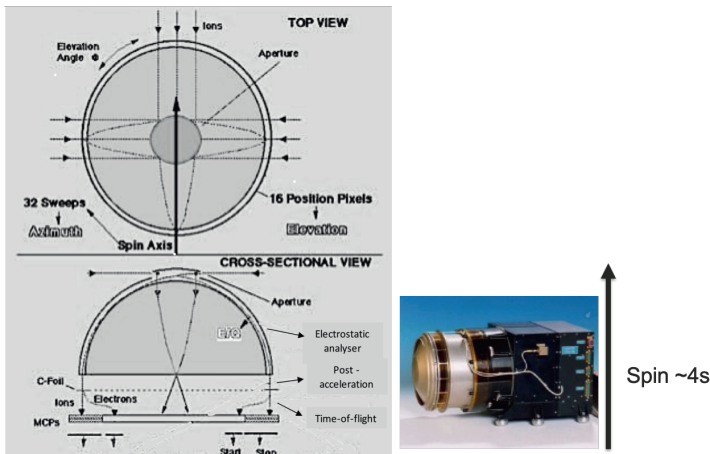 TOP VIEW
Ions
Elevation
Angle Φ
Aperture
32 Sweeps
Azimuth
Spin Axis
16 Position Pixels
Elevation
CROSS-SECTIONAL VIEW
Aperture
E/Q
Electrostatic
analyser
Post -
acceleration
C-Foil
Ions
Electrons
Time-of-flight
MCPs
Start
Stop
Spin ~4s